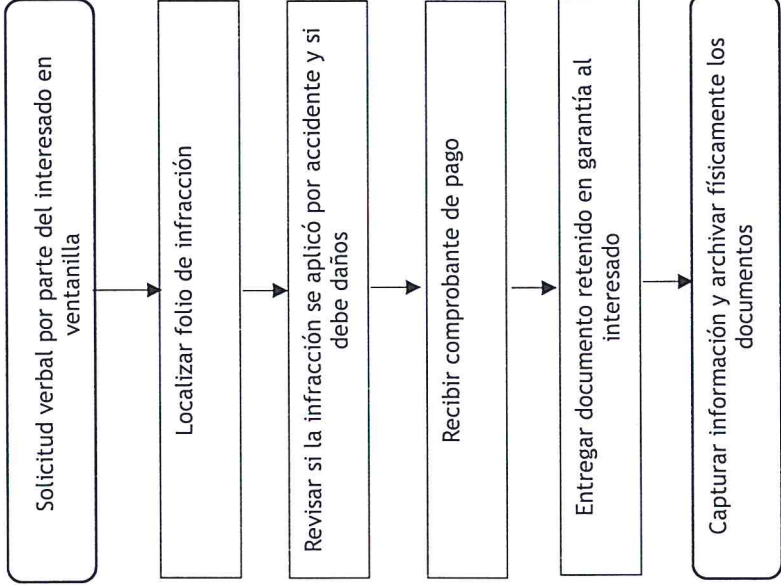 Solicitud verbal por parte del interesado en
ventanilla
Localizar folio de infracción
Revisar si la infracción se aplicó por accidente y si
debe daños
Recibir comprobante de pago
Entregar documento retenido en garantía al
interesado
Capturar información y archivar físicamente los
documentos